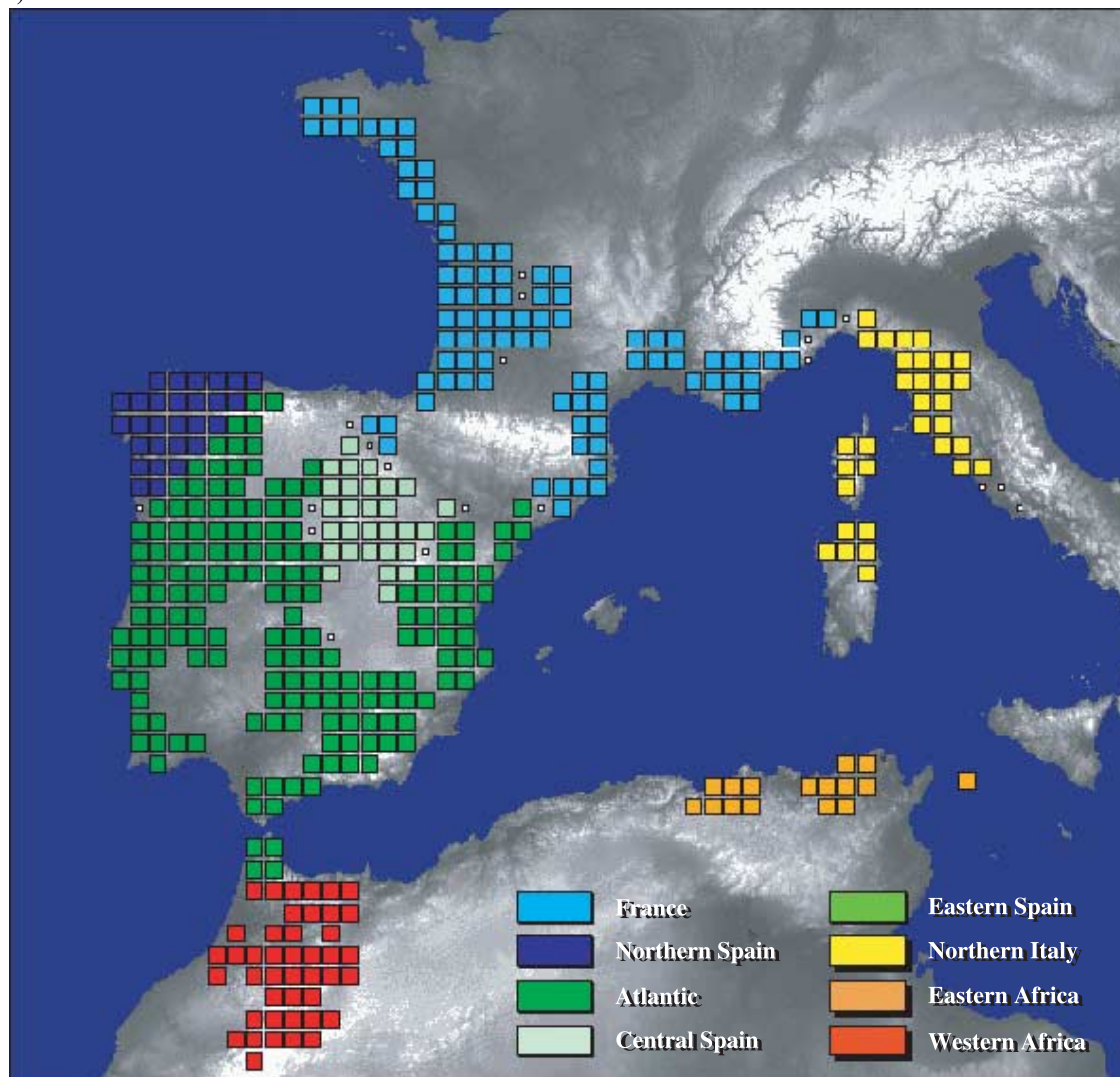 France
Northern Spain
Atlantic
Central Spain
Eastern Spain
Northern Italy
Eastern Africa
Western Africa